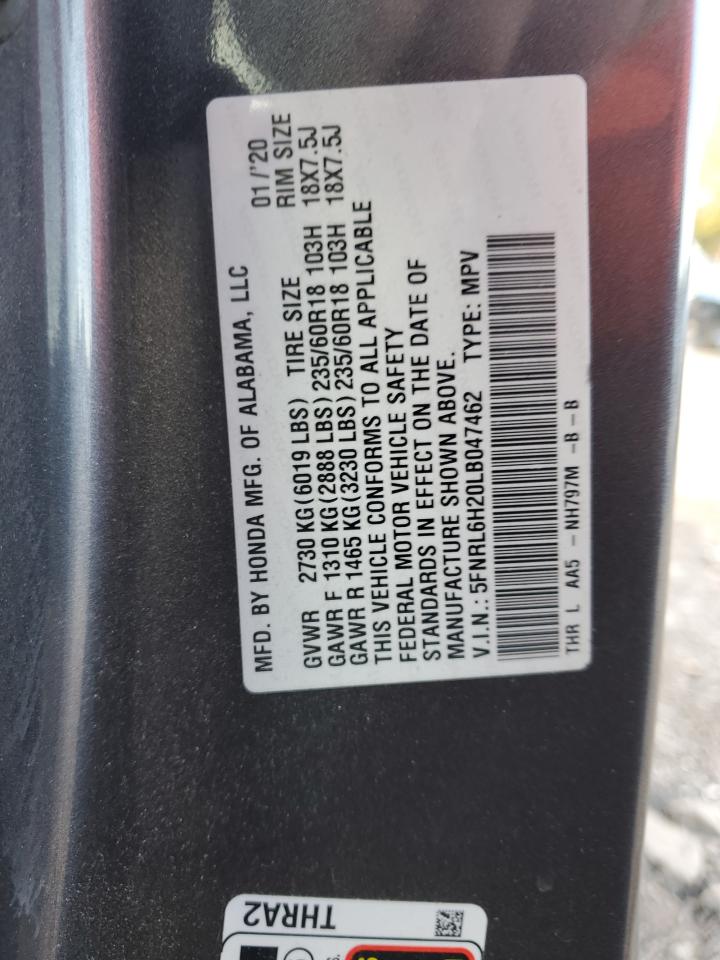 MFD. BY HONDA MFG. OF ALABAMA, LLC 01/'20
GVWR 2730 KG(6019 LBS) TIRE SIZE RIM SIZE
GAWR F 1310 KG(2888 LBS)235/60R18 103H 18X7.5J
GAWR R 1465 KG(3230 LBS)235/60R18 103H 18X7.5J
THIS VEHICLE CONFORMS TO ALL APPLICABLE
FEDERAL MOTOR VEHICLE SAFETY
STANDARDS IN EFFECT ON THE DATE OF
MANUFACTURE SHOWN ABOVE.
V.I.N.:5FNRL6H20LB047462 TYPE: MPV
THR L AA5 - NH797M -B - B
THRA2